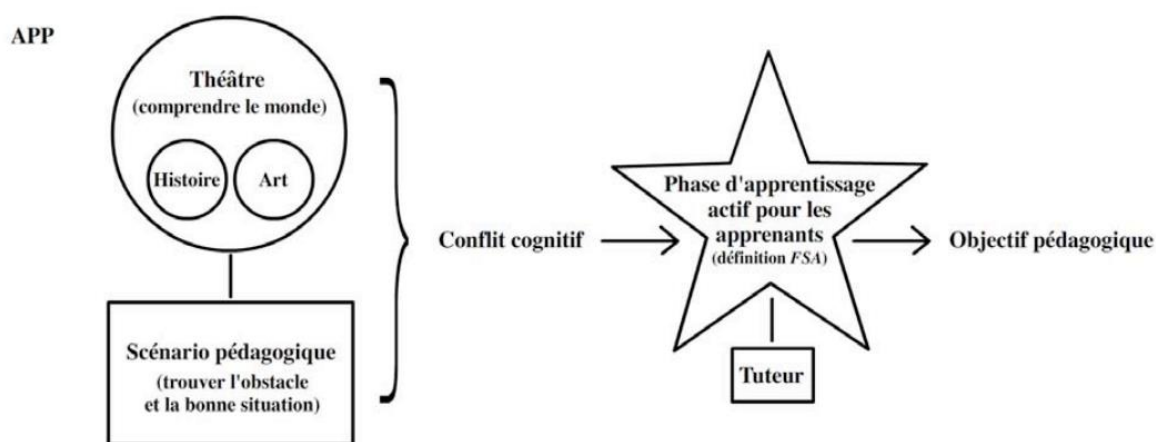 APP
Théâtre
(comprendre le monde)
Histoire
Art
Scénario pédagogique
(trouver l'obstacle
et la bonne situation)
Conflit cognitif
Phase d'apprentissage
actif pour les
apprenants
(définition FSA)
Tuteur
Objectif pédagogique